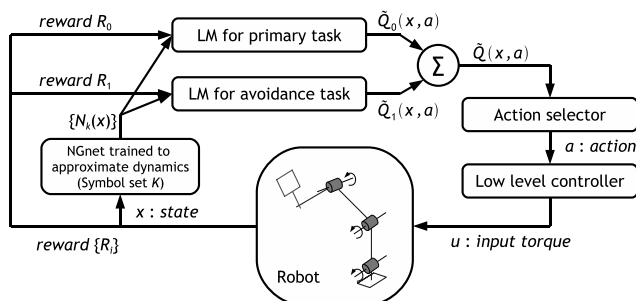 reward R₀
LM for primary task
Q̃₀(x,a)
reward R₁
LM for avoidance task
Q̃₁(x,a)
Σ
Q̃(x,a)
{Nₖ(x)}
NGnet trained to
approximate dynamics
(Symbol set K)
Action selector
a : action
Low level controller
x : state
u : input torque
reward {Rᵢ}
Robot